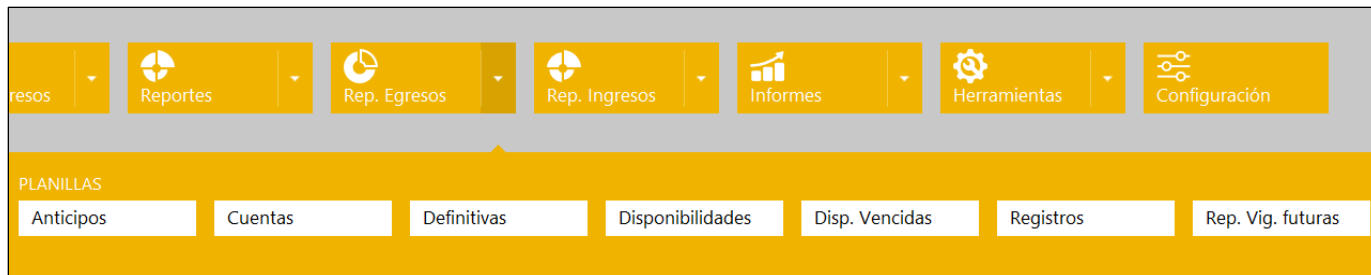 resos
Reportes
Rep. Egresos
Rep. Ingresos
Informes
Herramientas
Configuración
PLANILLAS
Anticipos
Cuentas
Definitivas
Disponibilidades
Disp. Vencidas
Registros
Rep. Vig. futuras